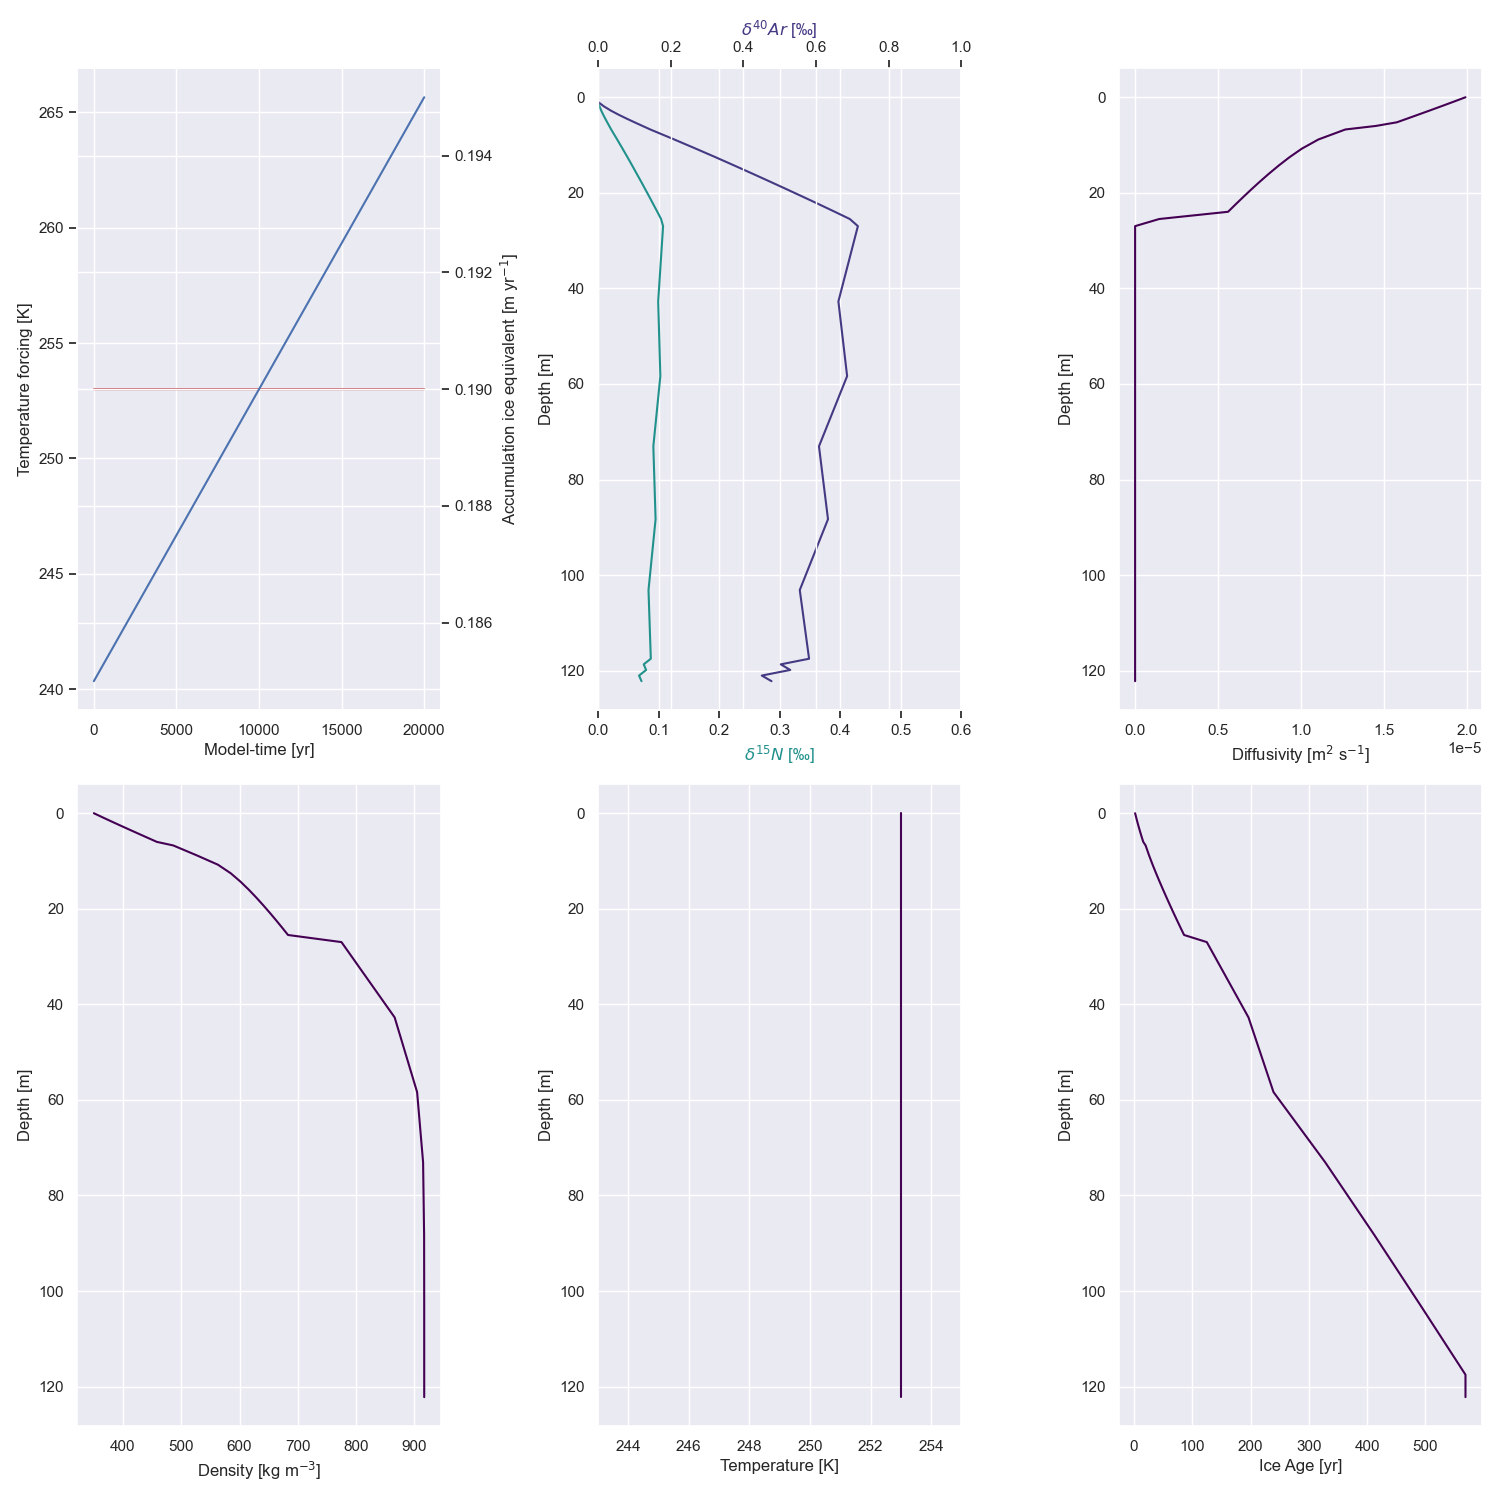 δ⁴⁰Ar [‰]
0.0 0.2 0.4 0.6 0.8 1.0
Temperature forcing [K]
265
260
255
250
245
240
0 5000 10000 15000 20000
Model-time [yr]
0.194
0.192
0.190
0.188
0.186
Accumulation ice equivalent [m yr⁻¹]
Depth [m]
0
20
40
60
80
100
120
0.0 0.1 0.2 0.3 0.4 0.5 0.6
δ¹⁵N [‰]
Depth [m]
0
20
40
60
80
100
120
0.0 0.5 1.0 1.5 2.0
1e−5
Diffusivity [m² s⁻¹]
Depth [m]
0
20
40
60
80
100
120
400 500 600 700 800 900
Density [kg m⁻³]
Depth [m]
0
20
40
60
80
100
120
244 246 248 250 252 254
Temperature [K]
Depth [m]
0
20
40
60
80
100
120
0 100 200 300 400 500
Ice Age [yr]